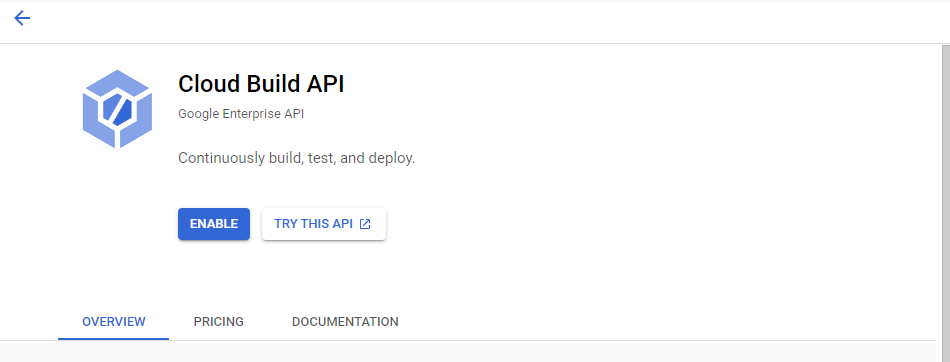 Cloud Build API
Google Enterprise API
Continuously build, test, and deploy.
ENABLE TRY THIS API
OVERVIEW PRICING DOCUMENTATION